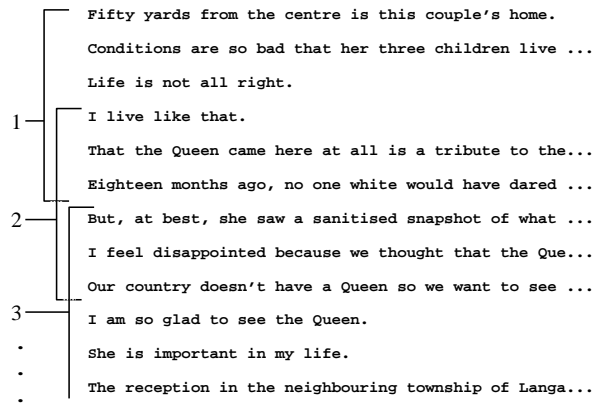 Fifty yards from the centre is this couple's home.
Conditions are so bad that her three children live ...
Life is not all right.
1
I live like that.
That the Queen came here at all is a tribute to the...
Eighteen months ago, no one white would have dared ...
2
But, at best, she saw a sanitised snapshot of what ...
I feel disappointed because we thought that the Que...
Our country doesn't have a Queen so we want to see ...
3
I am so glad to see the Queen.
She is important in my life.
The reception in the neighbouring township of Langa...